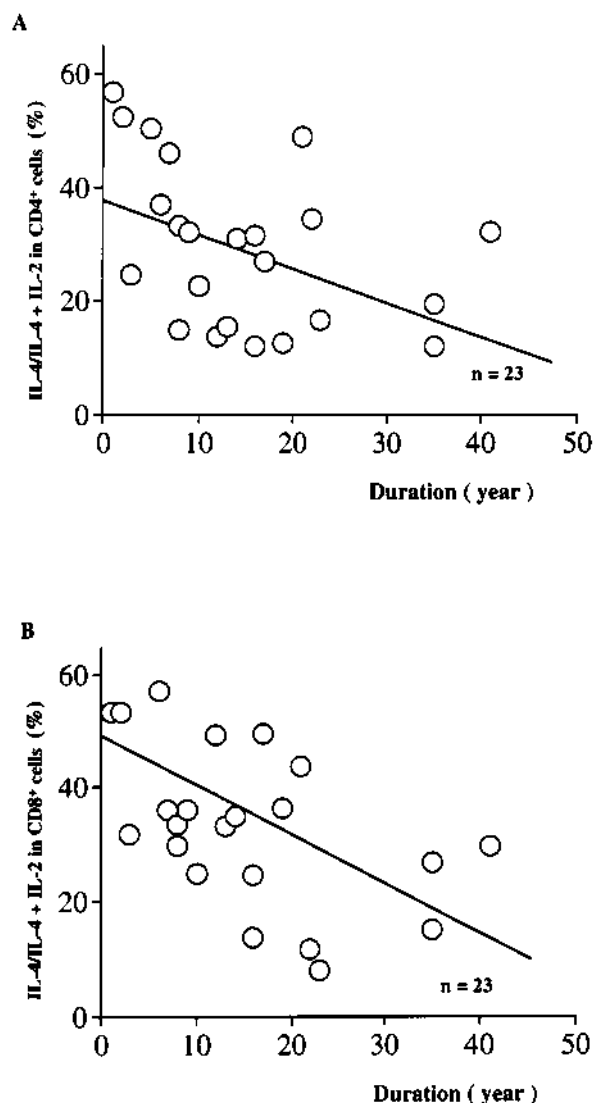 A
IL-4/IL-4 + IL-2 in CD4⁺ cells (%)
60
40
20
0
n = 23
0 10 20 30 40 50
Duration ( year )
B
IL-4/IL-4 + IL-2 in CD8⁺ cells (%)
60
40
20
0
n = 23
0 10 20 30 40 50
Duration ( year )